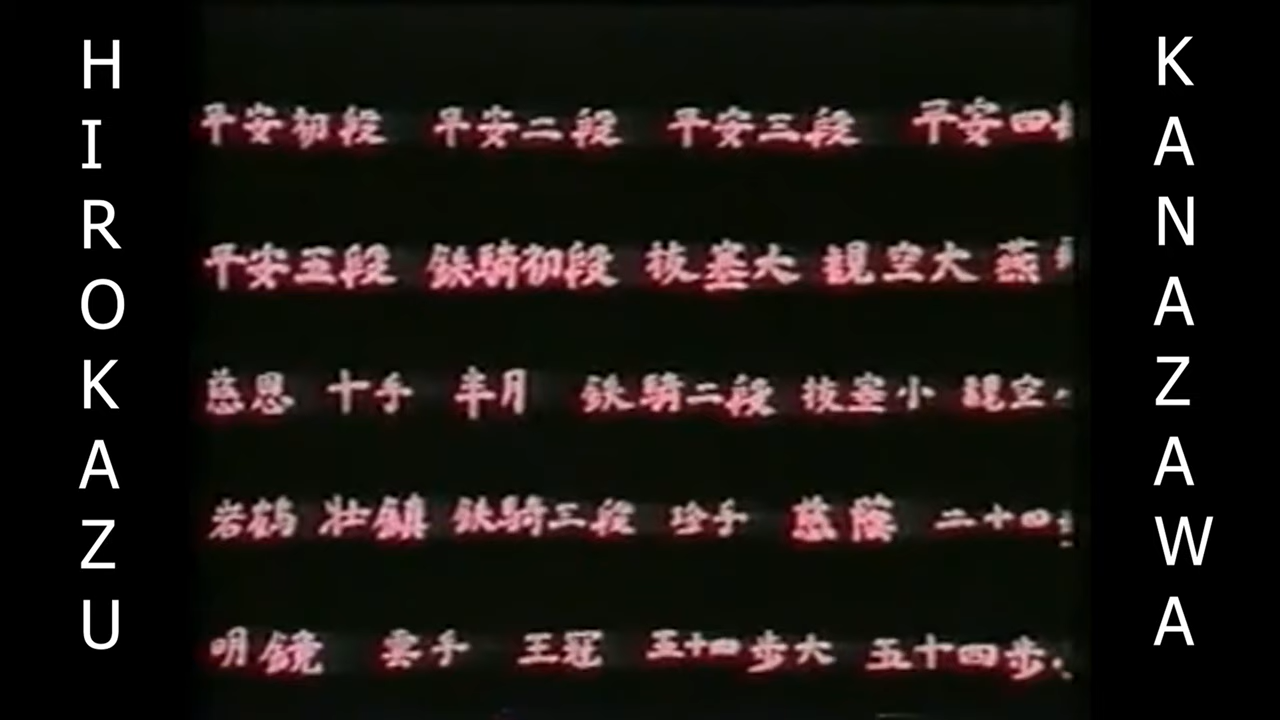 HIROKAZU
平安初段 平安二段 平安三段 平安四
平安五段 鉄騎初段 抜塞大 観空大 燕
慈恩 十手 半月 鉄騎二段 抜塞小 観空
岩鶴 壮鎮 鉄騎三段 珍手 慈蔭 二十四
明鏡 雲手 王冠 五十四歩大 五十四歩
KANAZAWA